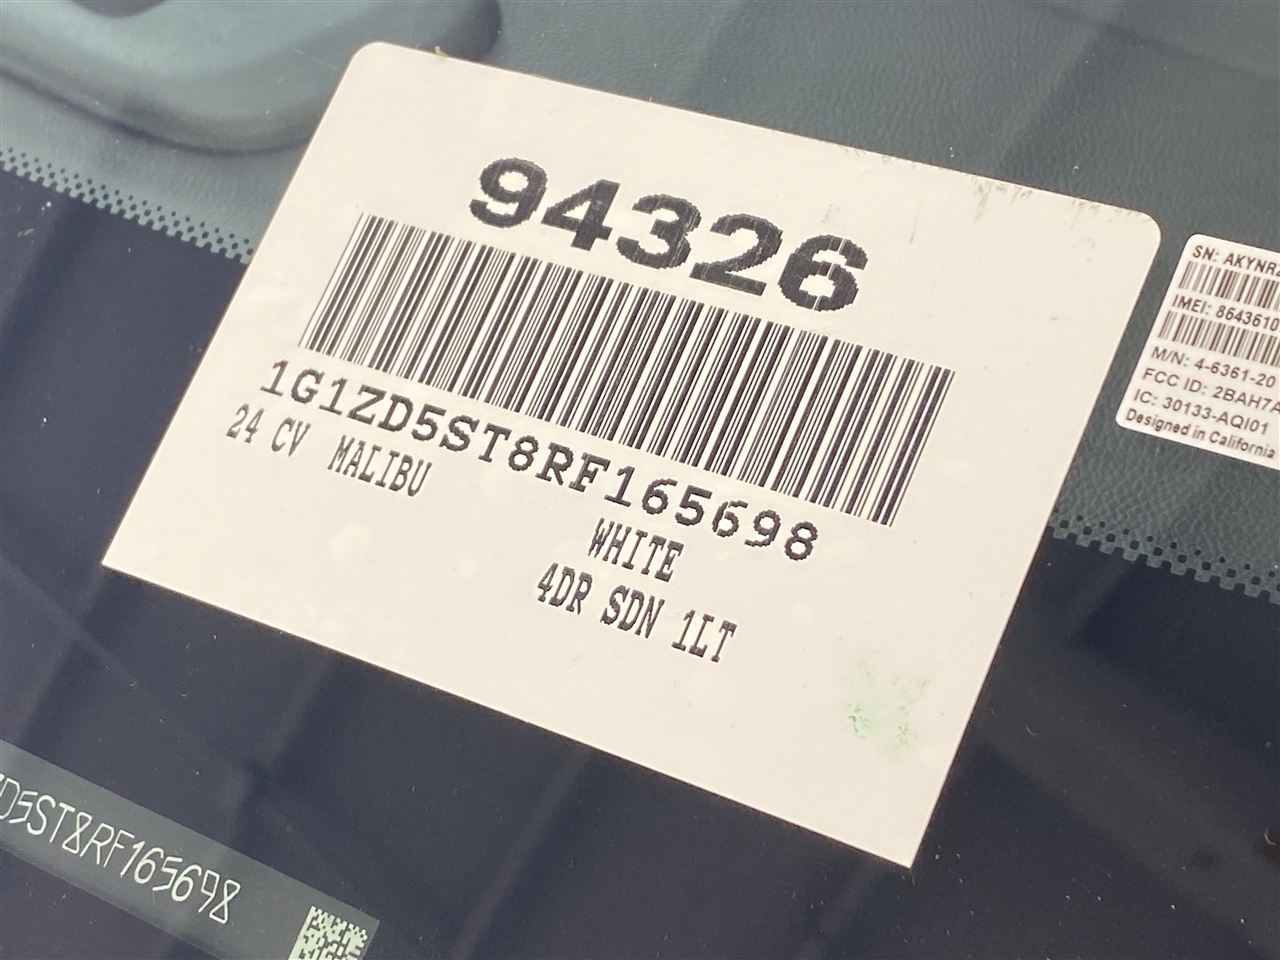 94326
1G1ZD5ST8RF165698
24 CV MALIBU
WHITE
4DR SDN 1LT
SN: AKYNR
IMEI: 8643610
M/N: 4-6361-20
FCC ID: 2BAH7A
IC: 30133-AQI01
Designed in California
D5ST8RF165698